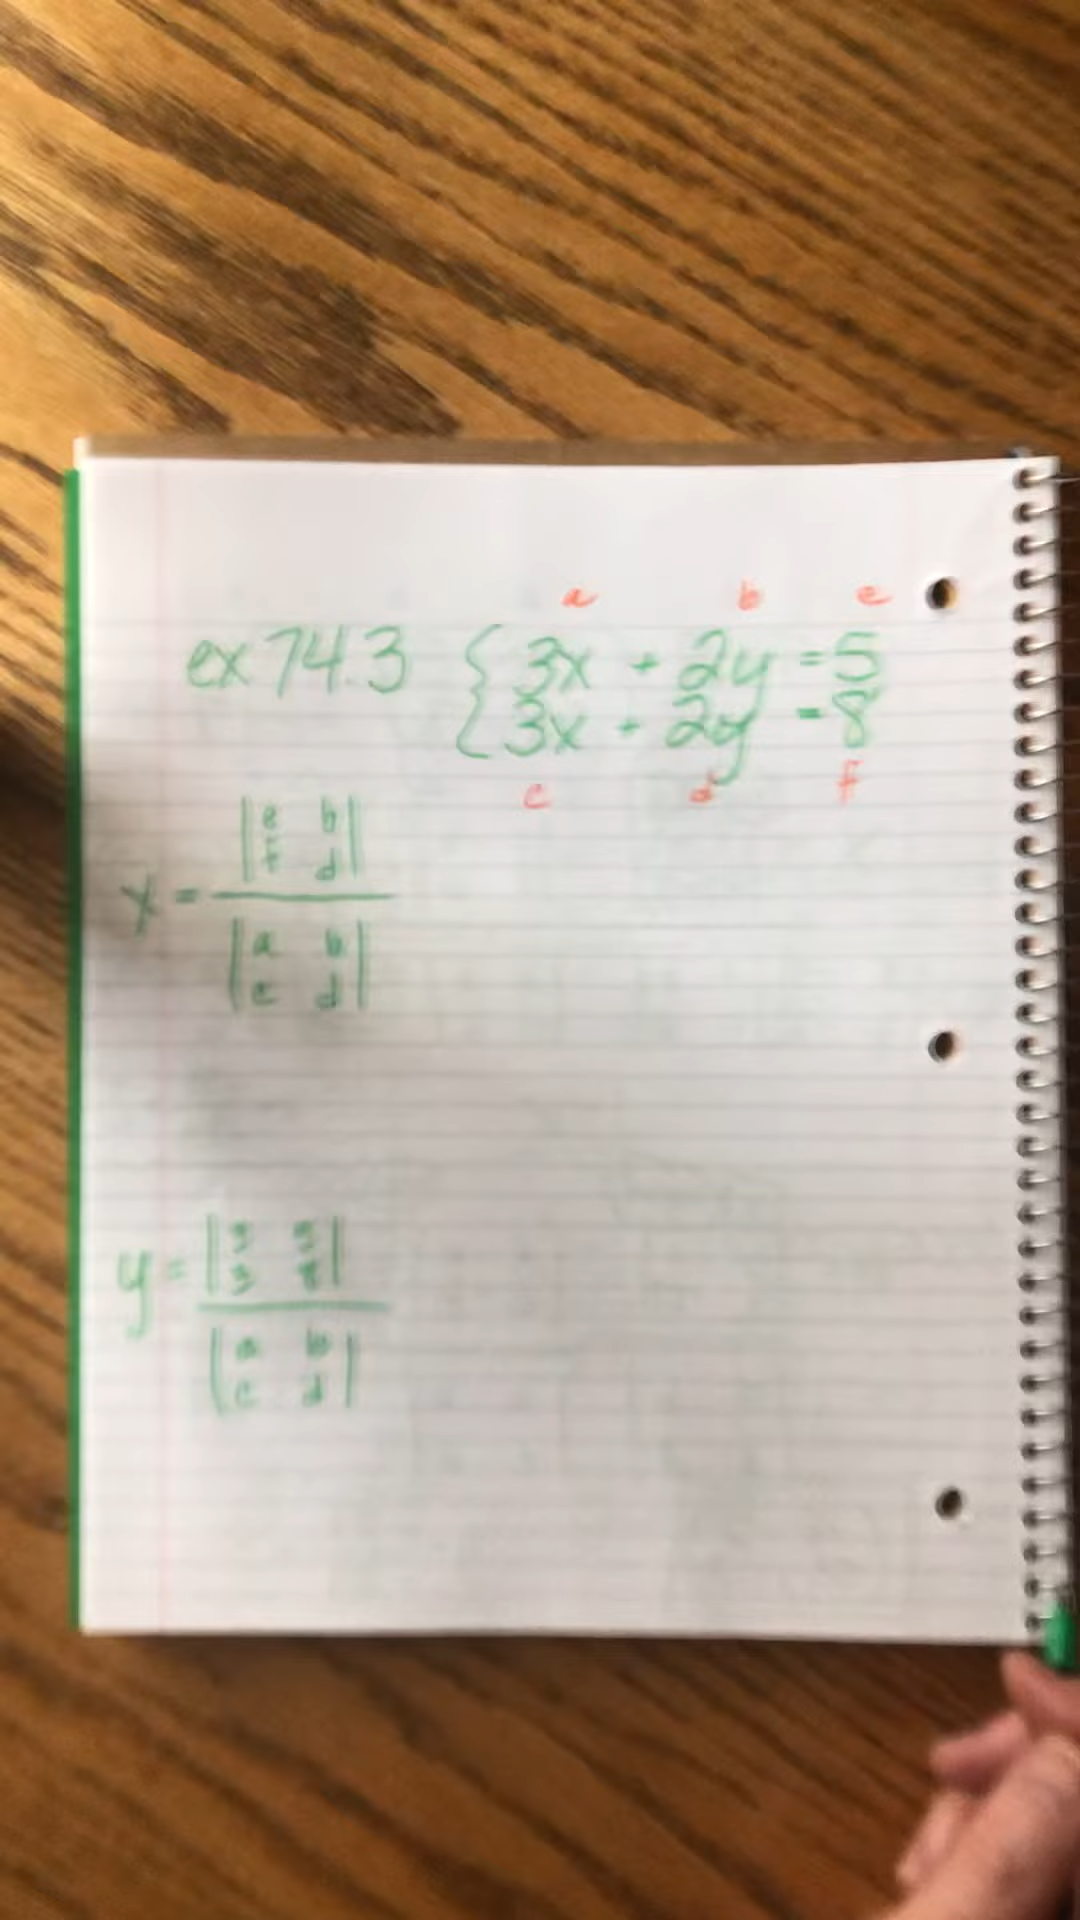 a b e
ex 74.3 { 3x + 2y = 5
{ 3x + 2y = 8
c d f
|e b|
|f d|
x =
|a b|
|c d|
y = |3 5|
|3 8|
|a b|
|c d|